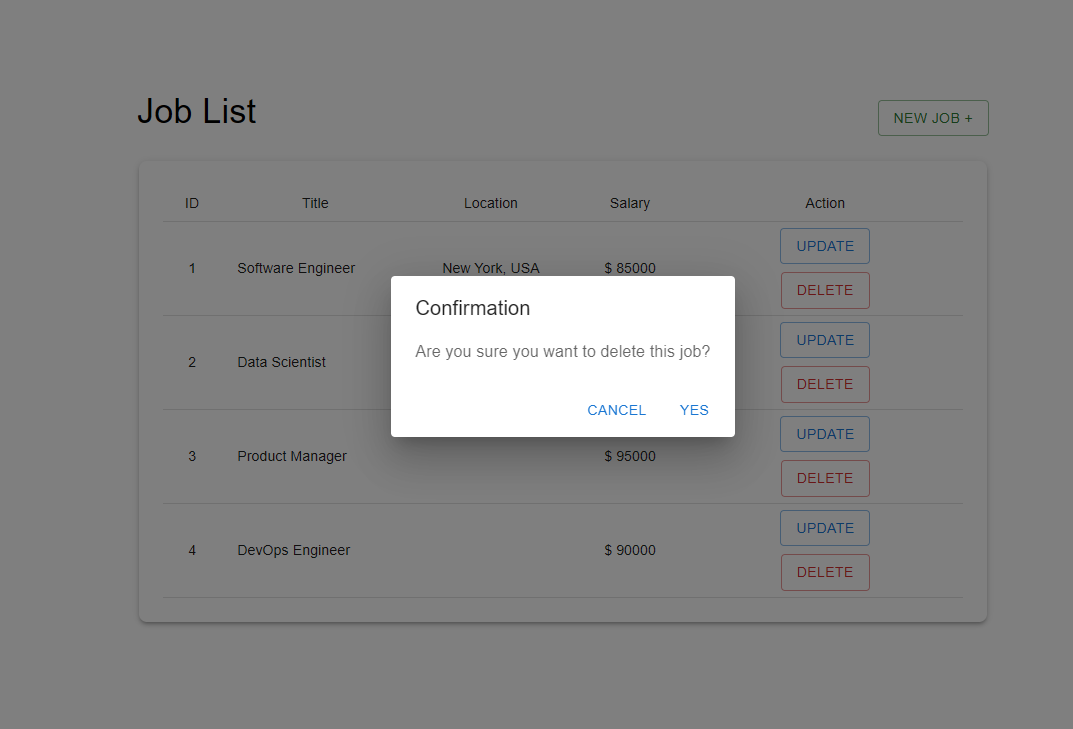 Job List
NEW JOB +
ID Title Location Salary Action
1 Software Engineer New York, USA $ 85000 UPDATE
DELETE
Confirmation
Are you sure you want to delete this job?
CANCEL YES
2 Data Scientist UPDATE
DELETE
3 Product Manager $ 95000 UPDATE
DELETE
4 DevOps Engineer $ 90000 UPDATE
DELETE